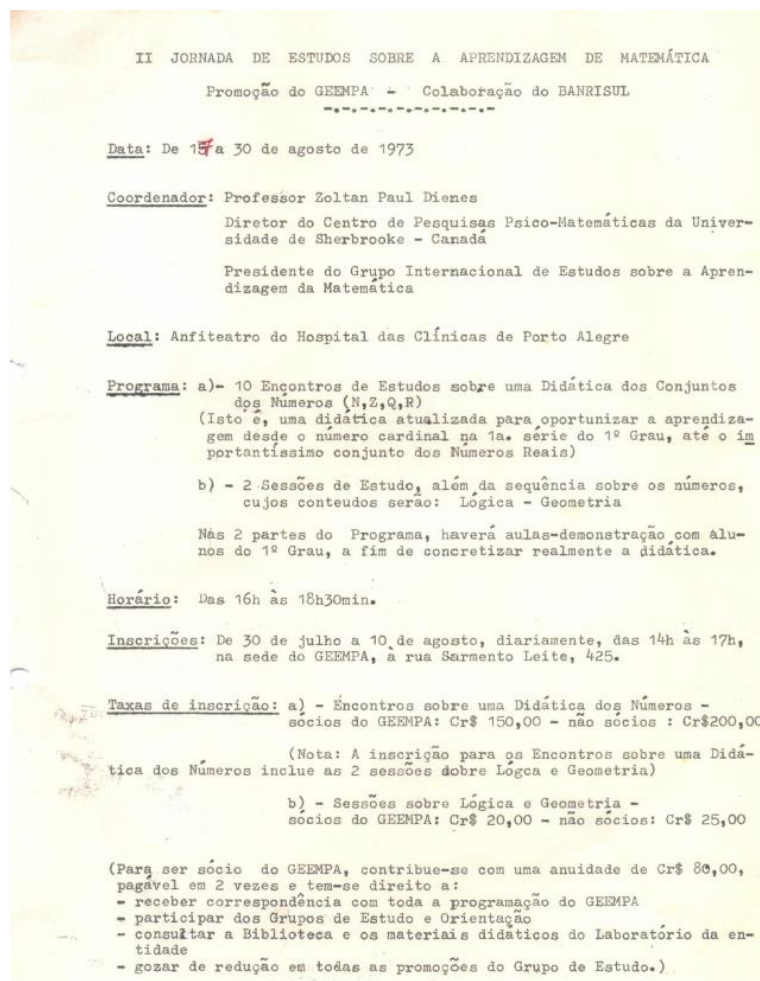 II JORNADA DE ESTUDOS SOBRE A APRENDIZAGEM DE MATEMÁTICA
Promoção do GEEMPA - Colaboração do BANRISUL
-.-.-.-.-.-.-.-.-.-
Data: De 17 a 30 de agosto de 1973
Coordenador: Professor Zoltan Paul Dienes
Diretor do Centro de Pesquisas Psico-Matemáticas da Univer-
sidade de Sherbrooke - Canadá
Presidente do Grupo Internacional de Estudos sobre a Apren-
dizagem da Matemática
Local: Anfiteatro do Hospital das Clínicas de Porto Alegre
Programa: a)- 10 Encontros de Estudos sobre uma Didática dos Conjuntos
dos Números (N,Z,Q,R)
(Isto é, uma didática atualizada para oportunizar a aprendiza-
gem desde o número cardinal na 1a. série do 1º Grau, até o im
portantíssimo conjunto dos Números Reais)
b) - 2 Sessões de Estudo, além da sequência sobre os números,
cujos conteudos serão: Lógica - Geometria
Nas 2 partes do Programa, haverá aulas-demonstração com alu-
nos do 1º Grau, a fim de concretizar realmente a didática.
Horário: Das 16h às 18h30min.
Inscrições: De 30 de julho a 10 de agosto, diariamente, das 14h às 17h,
na sede do GEEMPA, à rua Sarmento Leite, 425.
Taxas de inscrição: a) - Encontros sobre uma Didática dos Números -
sócios do GEEMPA: Cr$ 150,00 - não sócios : Cr$200,00
(Nota: A inscrição para os Encontros sobre uma Didá-
tica dos Números inclue as 2 sessões dobre Lógca e Geometria)
b) - Sessões sobre Lógica e Geometria -
sócios do GEEMPA: Cr$ 20,00 - não sócios: Cr$ 25,00
(Para ser sócio do GEEMPA, contribue-se com uma anuidade de Cr$ 80,00,
pagável em 2 vezes e tem-se direito a:
- receber correspondência com toda a programação do GEEMPA
- participar dos Grupos de Estudo e Orientação
- consultar a Biblioteca e os materiais didáticos do Laboratório da en-
tidade
- gozar de redução em todas as promoções do Grupo de Estudo.)